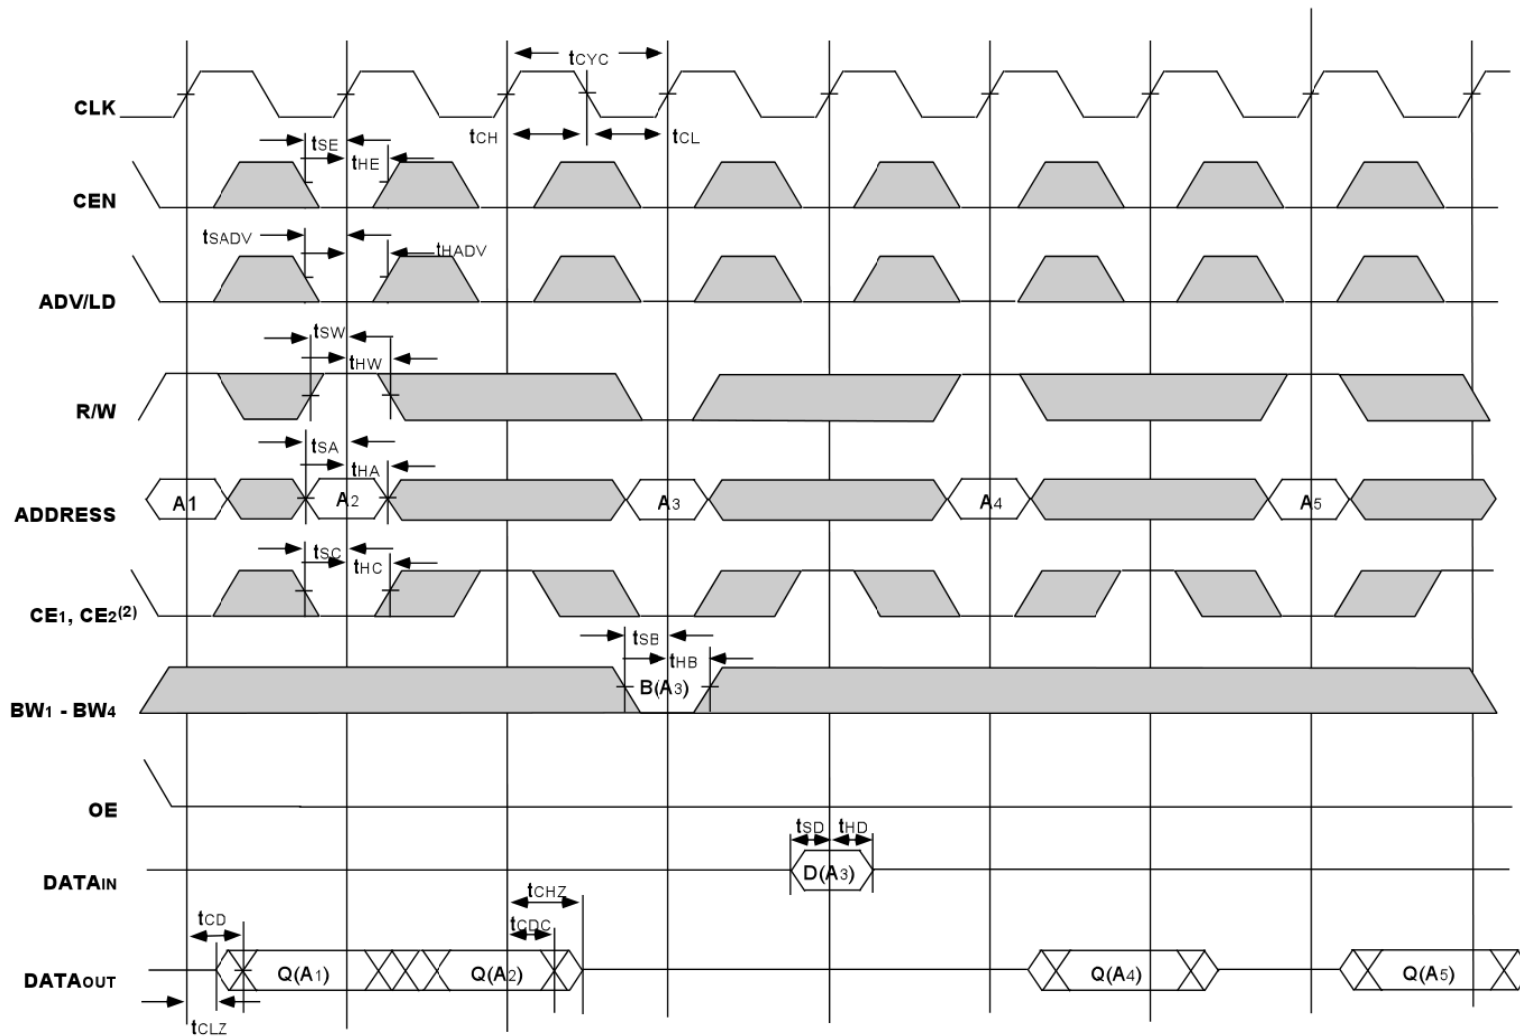 tCYC
CLK
tCH
tCL
tSE
tHE
CEN
tSADV
tHADV
ADV/LD
tSW
tHW
R/W
tSA
tHA
ADDRESS
A1
A2
A3
A4
A5
tSC
tHC
CE1, CE2(2)
tSB
tHB
BW1 - BW4
B(A3)
OE
tSD
tHD
DATAIN
D(A3)
tCHZ
tCD
tCDC
DATAOUT
Q(A1)
Q(A2)
Q(A4)
Q(A5)
tCLZ